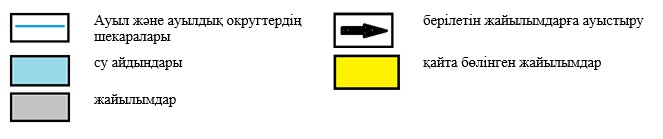 Ауыл және ауылдық округтердің
шекаралары
су айдындары
жайылымдар
берілетін жайылымдарға ауыстыру
қайта бөлінген жайылымдар